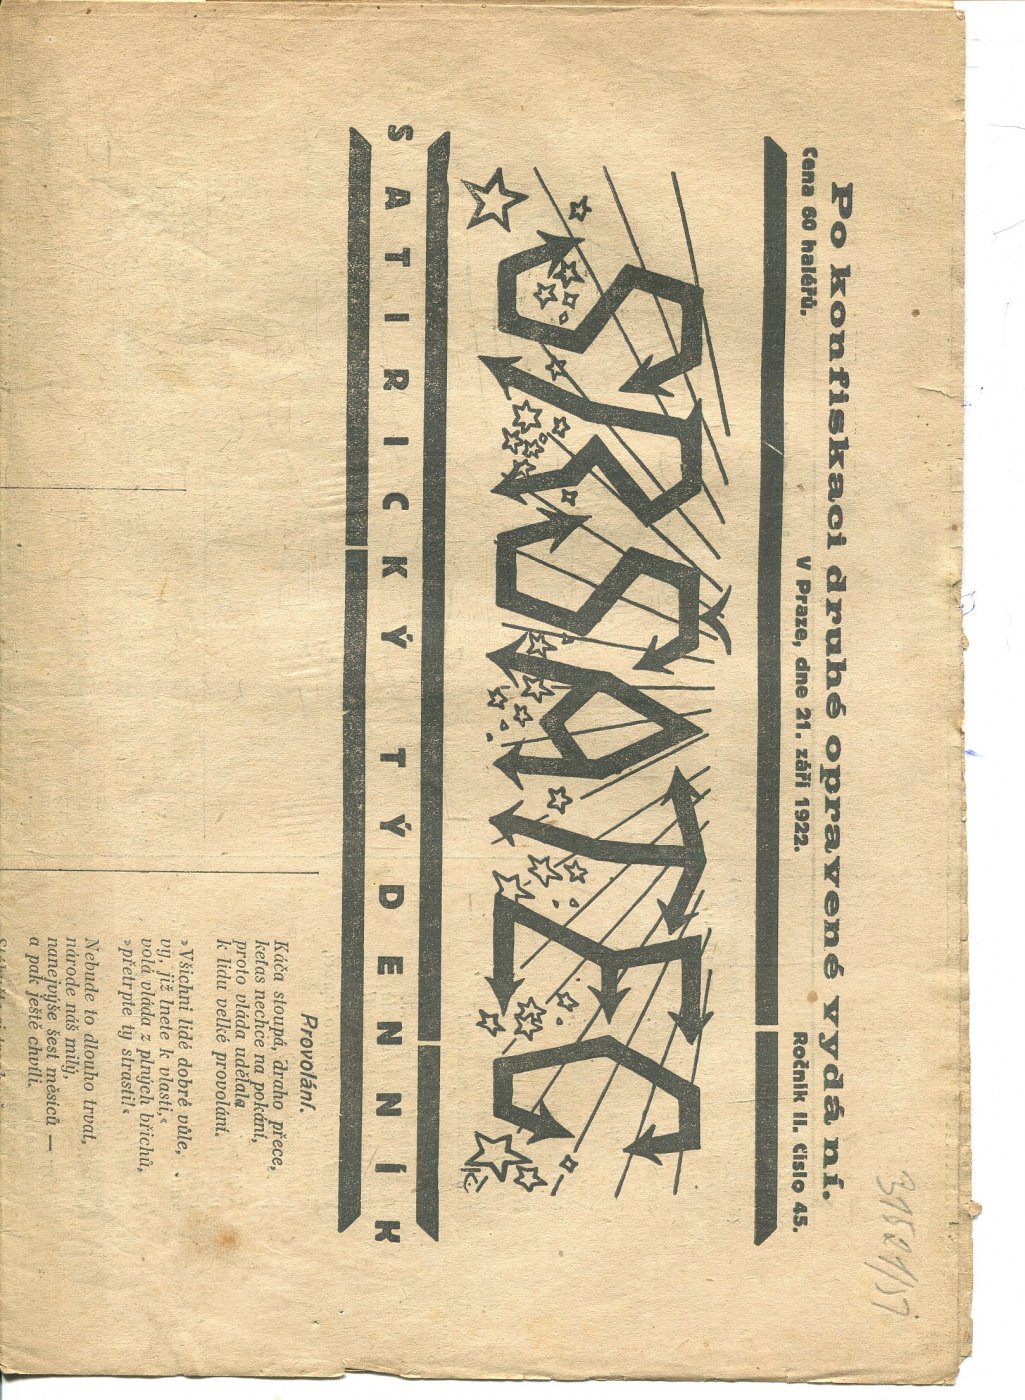 Po konfiskaci druhé opravené vydání.
Cena 60 haléřů. V Praze, dne 21. září 1922. Ročník II. Číslo 45.
SRŠATEC
K.
SATIRICKÝ TÝDENNÍK
Provolání.
Káča stoupá, draho přece,
keťas nechce na pokání,
proto vláda udělala
k lidu velké provolání.
»Všichni lidé dobré vůle,
vy, již lnete k vlasti,«
volá vláda z plných břichů,
»přetrpte ty strasti!«
Nebude to dlouho trvat,
národe náš milý,
nanejvýše šest měsíců —
a pak ještě chvíli.